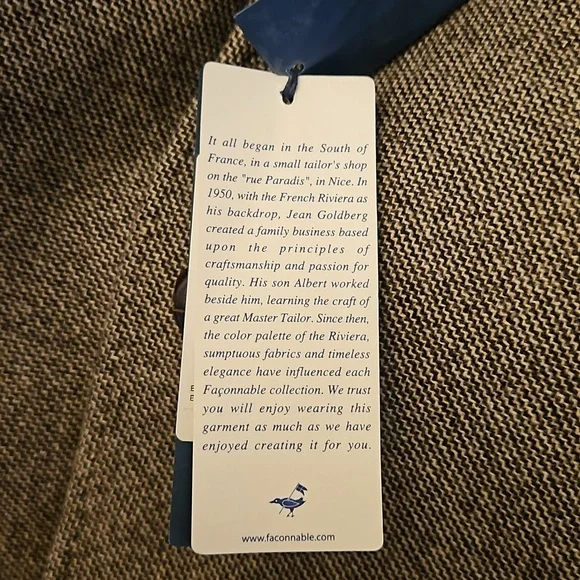 It all began in the South of
France, in a small tailor's shop
on the "rue Paradis", in Nice. In
1950, with the French Riviera as
his backdrop, Jean Goldberg
created a family business based
upon the principles of
craftsmanship and passion for
quality. His son Albert worked
beside him, learning the craft of
a great Master Tailor. Since then,
the color palette of the Riviera,
sumptuous fabrics and timeless
elegance have influenced each
Façonnable collection. We trust
you will enjoy wearing this
garment as much as we have
enjoyed creating it for you.
www.faconnable.com